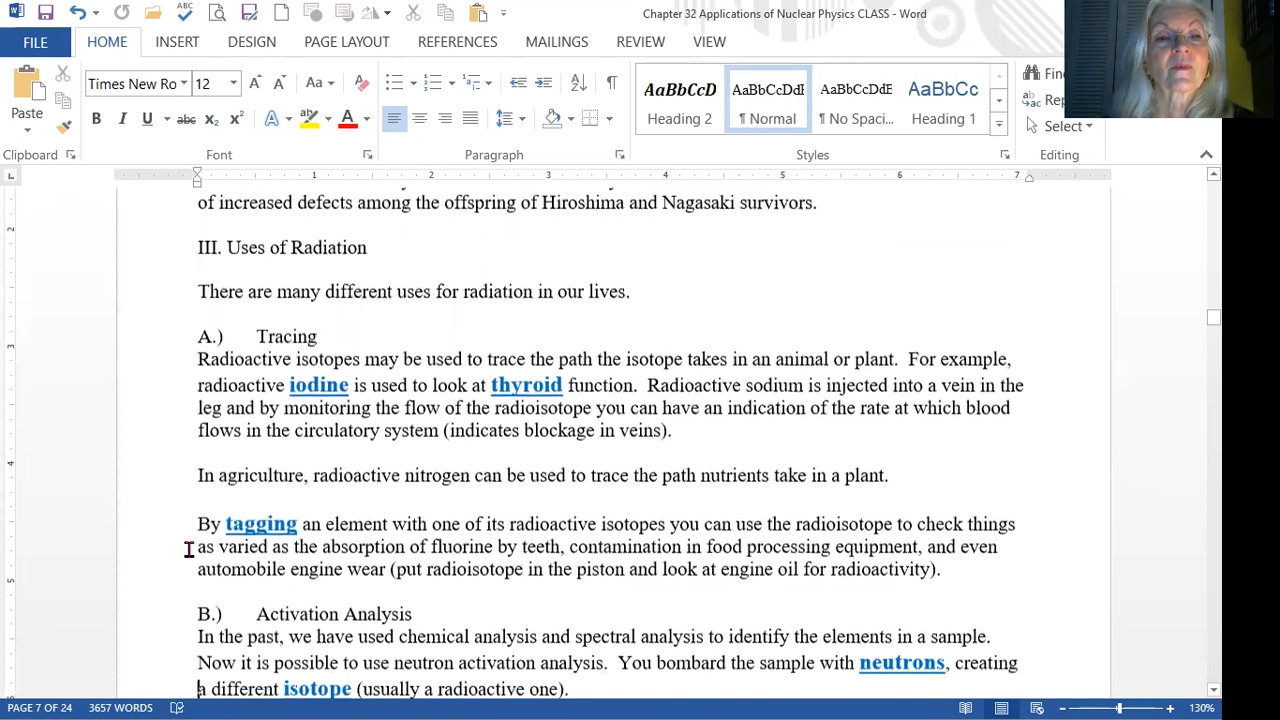 Chapter 32 Applications of Nuclear Physics CLASS - Word
FILE HOME INSERT DESIGN PAGE LAYOUT REFERENCES MAILINGS REVIEW VIEW
Paste
Times New Ro 12
Aa
B I U abc X₂ X² A A
AaBbCcD AaBbCcDdE AaBbCcDdE AaBbCc
Heading 2 ¶ Normal ¶ No Spaci... Heading 1
Select
Clipboard Font Paragraph Styles Editing
1 2 3 4 5 6 7
of increased defects among the offspring of Hiroshima and Nagasaki survivors.
III. Uses of Radiation
There are many different uses for radiation in our lives.
A.) Tracing
Radioactive isotopes may be used to trace the path the isotope takes in an animal or plant. For example,
radioactive iodine is used to look at thyroid function. Radioactive sodium is injected into a vein in the
leg and by monitoring the flow of the radioisotope you can have an indication of the rate at which blood
flows in the circulatory system (indicates blockage in veins).
In agriculture, radioactive nitrogen can be used to trace the path nutrients take in a plant.
By tagging an element with one of its radioactive isotopes you can use the radioisotope to check things
as varied as the absorption of fluorine by teeth, contamination in food processing equipment, and even
automobile engine wear (put radioisotope in the piston and look at engine oil for radioactivity).
B.) Activation Analysis
In the past, we have used chemical analysis and spectral analysis to identify the elements in a sample.
Now it is possible to use neutron activation analysis. You bombard the sample with neutrons, creating
a different isotope (usually a radioactive one).
PAGE 7 OF 24 3657 WORDS 130%